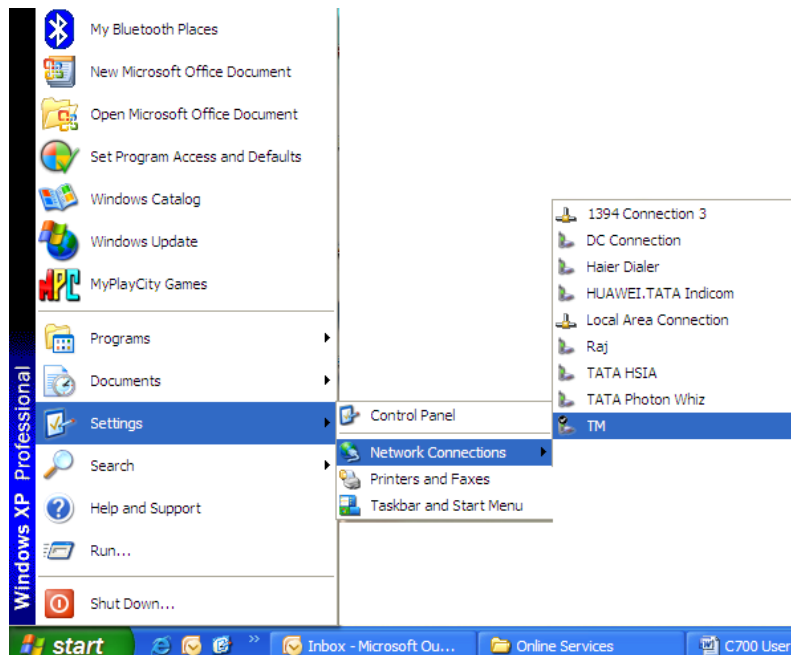 My Bluetooth Places
New Microsoft Office Document
Open Microsoft Office Document
Set Program Access and Defaults
Windows Catalog
Windows Update
MPC
MyPlayCity Games
Programs
Documents
Settings
Search
Help and Support
Run...
Shut Down...
Windows XP Professional
Control Panel
Network Connections
Printers and Faxes
Taskbar and Start Menu
1394 Connection 3
DC Connection
Haier Dialer
HUAWEI.TATA Indicom
Local Area Connection
Raj
TATA HSIA
TATA Photon Whiz
TM
start
Inbox - Microsoft Ou...
Online Services
C700 User